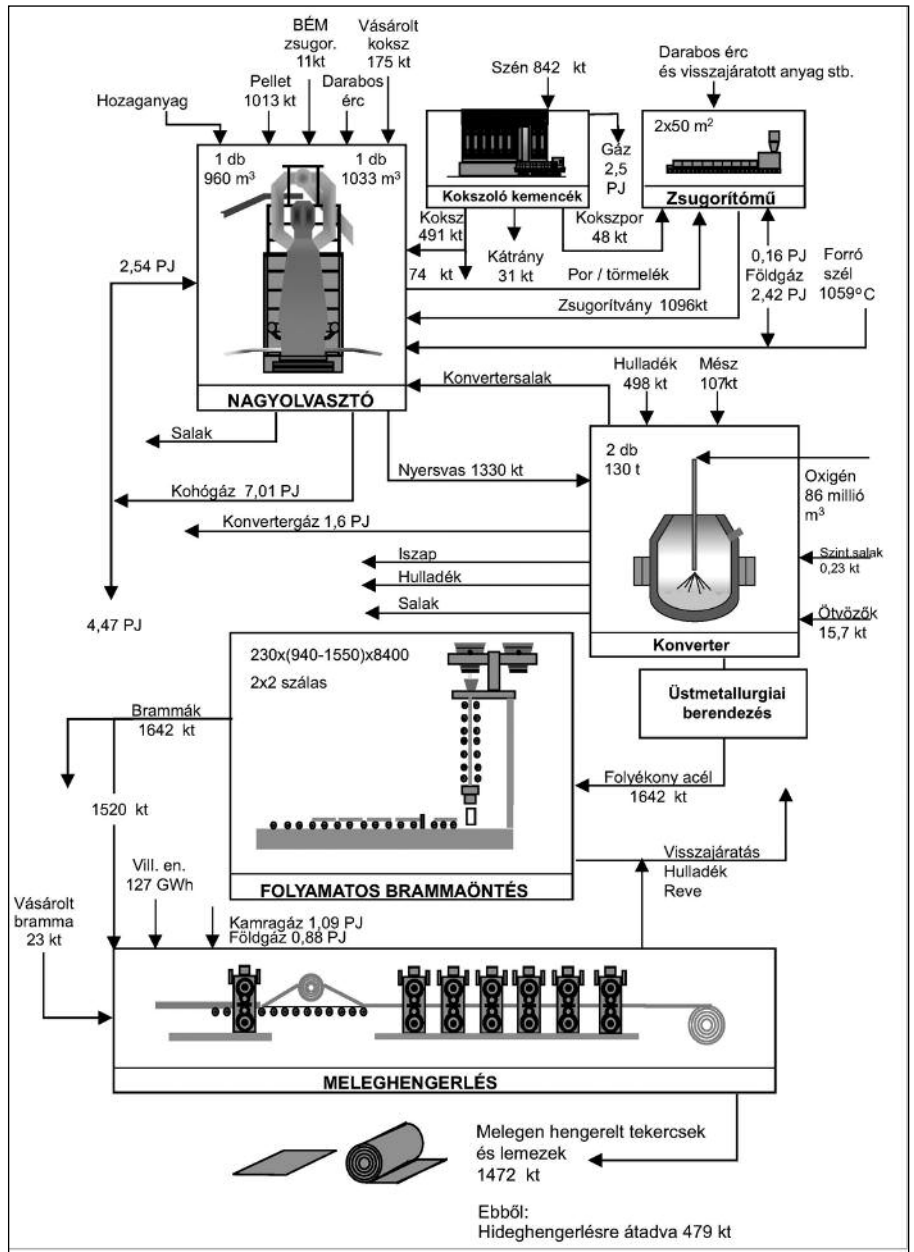 BÉM
zsugor.
11kt
Vásárolt
koksz
175 kt
Pellet
1013 kt
Darabos
érc
Hozaganyag
Szén 842 kt
Darabos érc
és visszajáratott anyag stb.
1 db
960 m³
1 db
1033 m³
NAGYOLVASZTÓ
Kokszoló kemencék
Gáz
2,5
PJ
2x50 m²
Zsugorítómű
Koksz
491 kt
74 kt
Kátrány
31 kt
Kokszpor
48 kt
Por / törmelék
Zsugorítvány 1096kt
0,16 PJ
Földgáz
2,42 PJ
Forró
szél
1059°C
2,54 PJ
Konvertersalak
Hulladék
498 kt
Mész
107kt
Salak
Nyersvas 1330 kt
Kohógáz 7,01 PJ
Konvertergáz 1,6 PJ
Iszap
Hulladék
Salak
4,47 PJ
2 db
130 t
Konverter
Oxigén
86 millió
m³
Szint.salak
0,23 kt
Ötvözők
15,7 kt
Üstmetallurgiai
berendezés
230x(940-1550)x8400
2x2 szálas
FOLYAMATOS BRAMMAÖNTÉS
Brammák
1642 kt
Folyékony acél
1642 kt
1520 kt
Vill. en.
127 GWh
Visszajáratás
Hulladék
Reve
Vásárolt
bramma
23 kt
Kamragáz 1,09 PJ
Földgáz 0,88 PJ
MELEGHENGERLÉS
Melegen hengerelt tekercsek
és lemezek
1472 kt
Ebből:
Hideghengerlésre átadva 479 kt